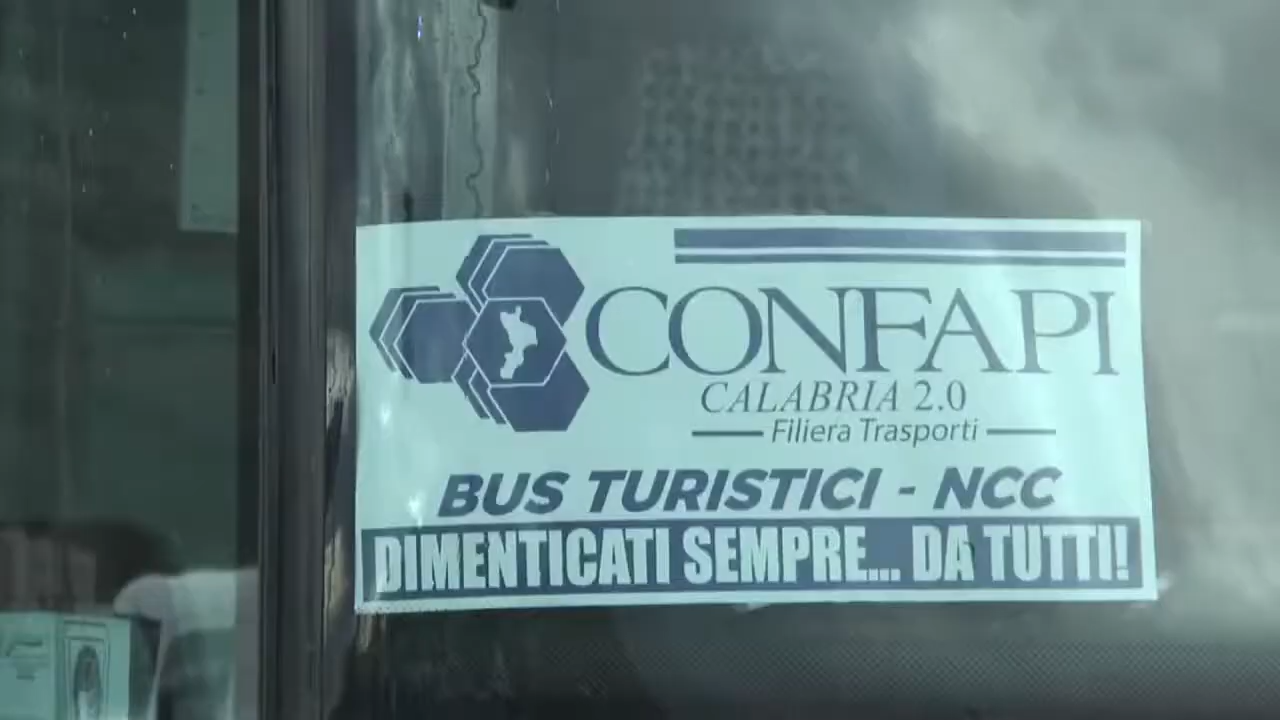 CONFAPI
CALABRIA 2.0
Filiera Trasporti
BUS TURISTICI - NCC
DIMENTICATI SEMPRE... DA TUTTI!